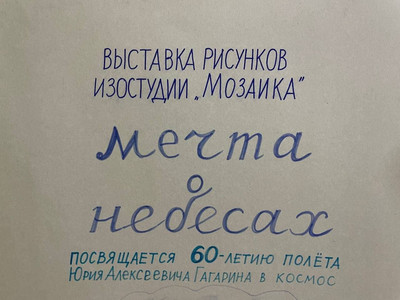 ВЫСТАВКА РИСУНКОВ
ИЗОСТУДИИ „МОЗАИКА"
мечта
о
небесах
ПОСВЯЩАЕТСЯ 60-ЛЕТИЮ ПОЛЁТА
ЮРИЯ АЛЕКСЕЕВИЧА ГАГАРИНА В КОСМОС